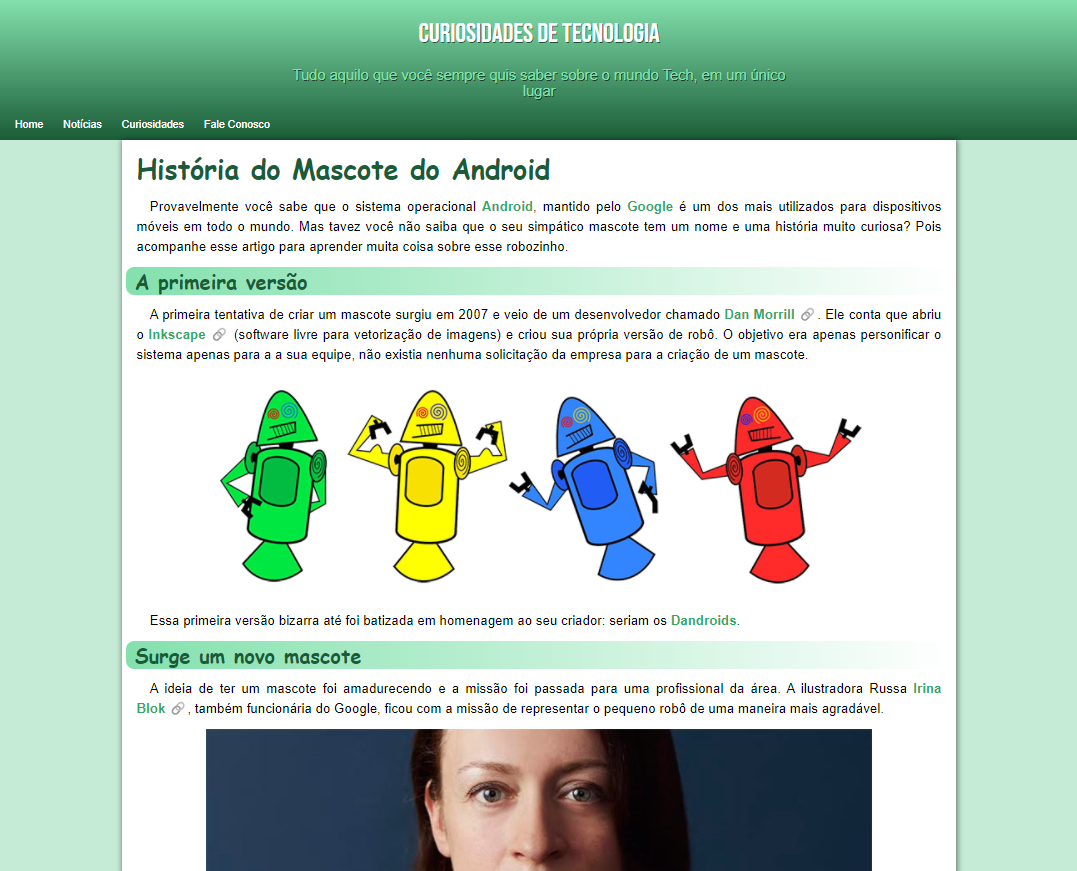 CURIOSIDADES DE TECNOLOGIA
Tudo aquilo que você sempre quis saber sobre o mundo Tech, em um único
lugar
Home Notícias Curiosidades Fale Conosco
História do Mascote do Android
Provavelmente você sabe que o sistema operacional Android, mantido pelo Google é um dos mais utilizados para dispositivos
móveis em todo o mundo. Mas tavez você não saiba que o seu simpático mascote tem um nome e uma história muito curiosa? Pois
acompanhe esse artigo para aprender muita coisa sobre esse robozinho.
A primeira versão
A primeira tentativa de criar um mascote surgiu em 2007 e veio de um desenvolvedor chamado Dan Morrill . Ele conta que abriu
o Inkscape (software livre para vetorização de imagens) e criou sua própria versão de robô. O objetivo era apenas personificar o
sistema apenas para a a sua equipe, não existia nenhuma solicitação da empresa para a criação de um mascote.
Essa primeira versão bizarra até foi batizada em homenagem ao seu criador: seriam os Dandroids.
Surge um novo mascote
A ideia de ter um mascote foi amadurecendo e a missão foi passada para uma profissional da área. A ilustradora Russa Irina
Blok , também funcionária do Google, ficou com a missão de representar o pequeno robô de uma maneira mais agradável.